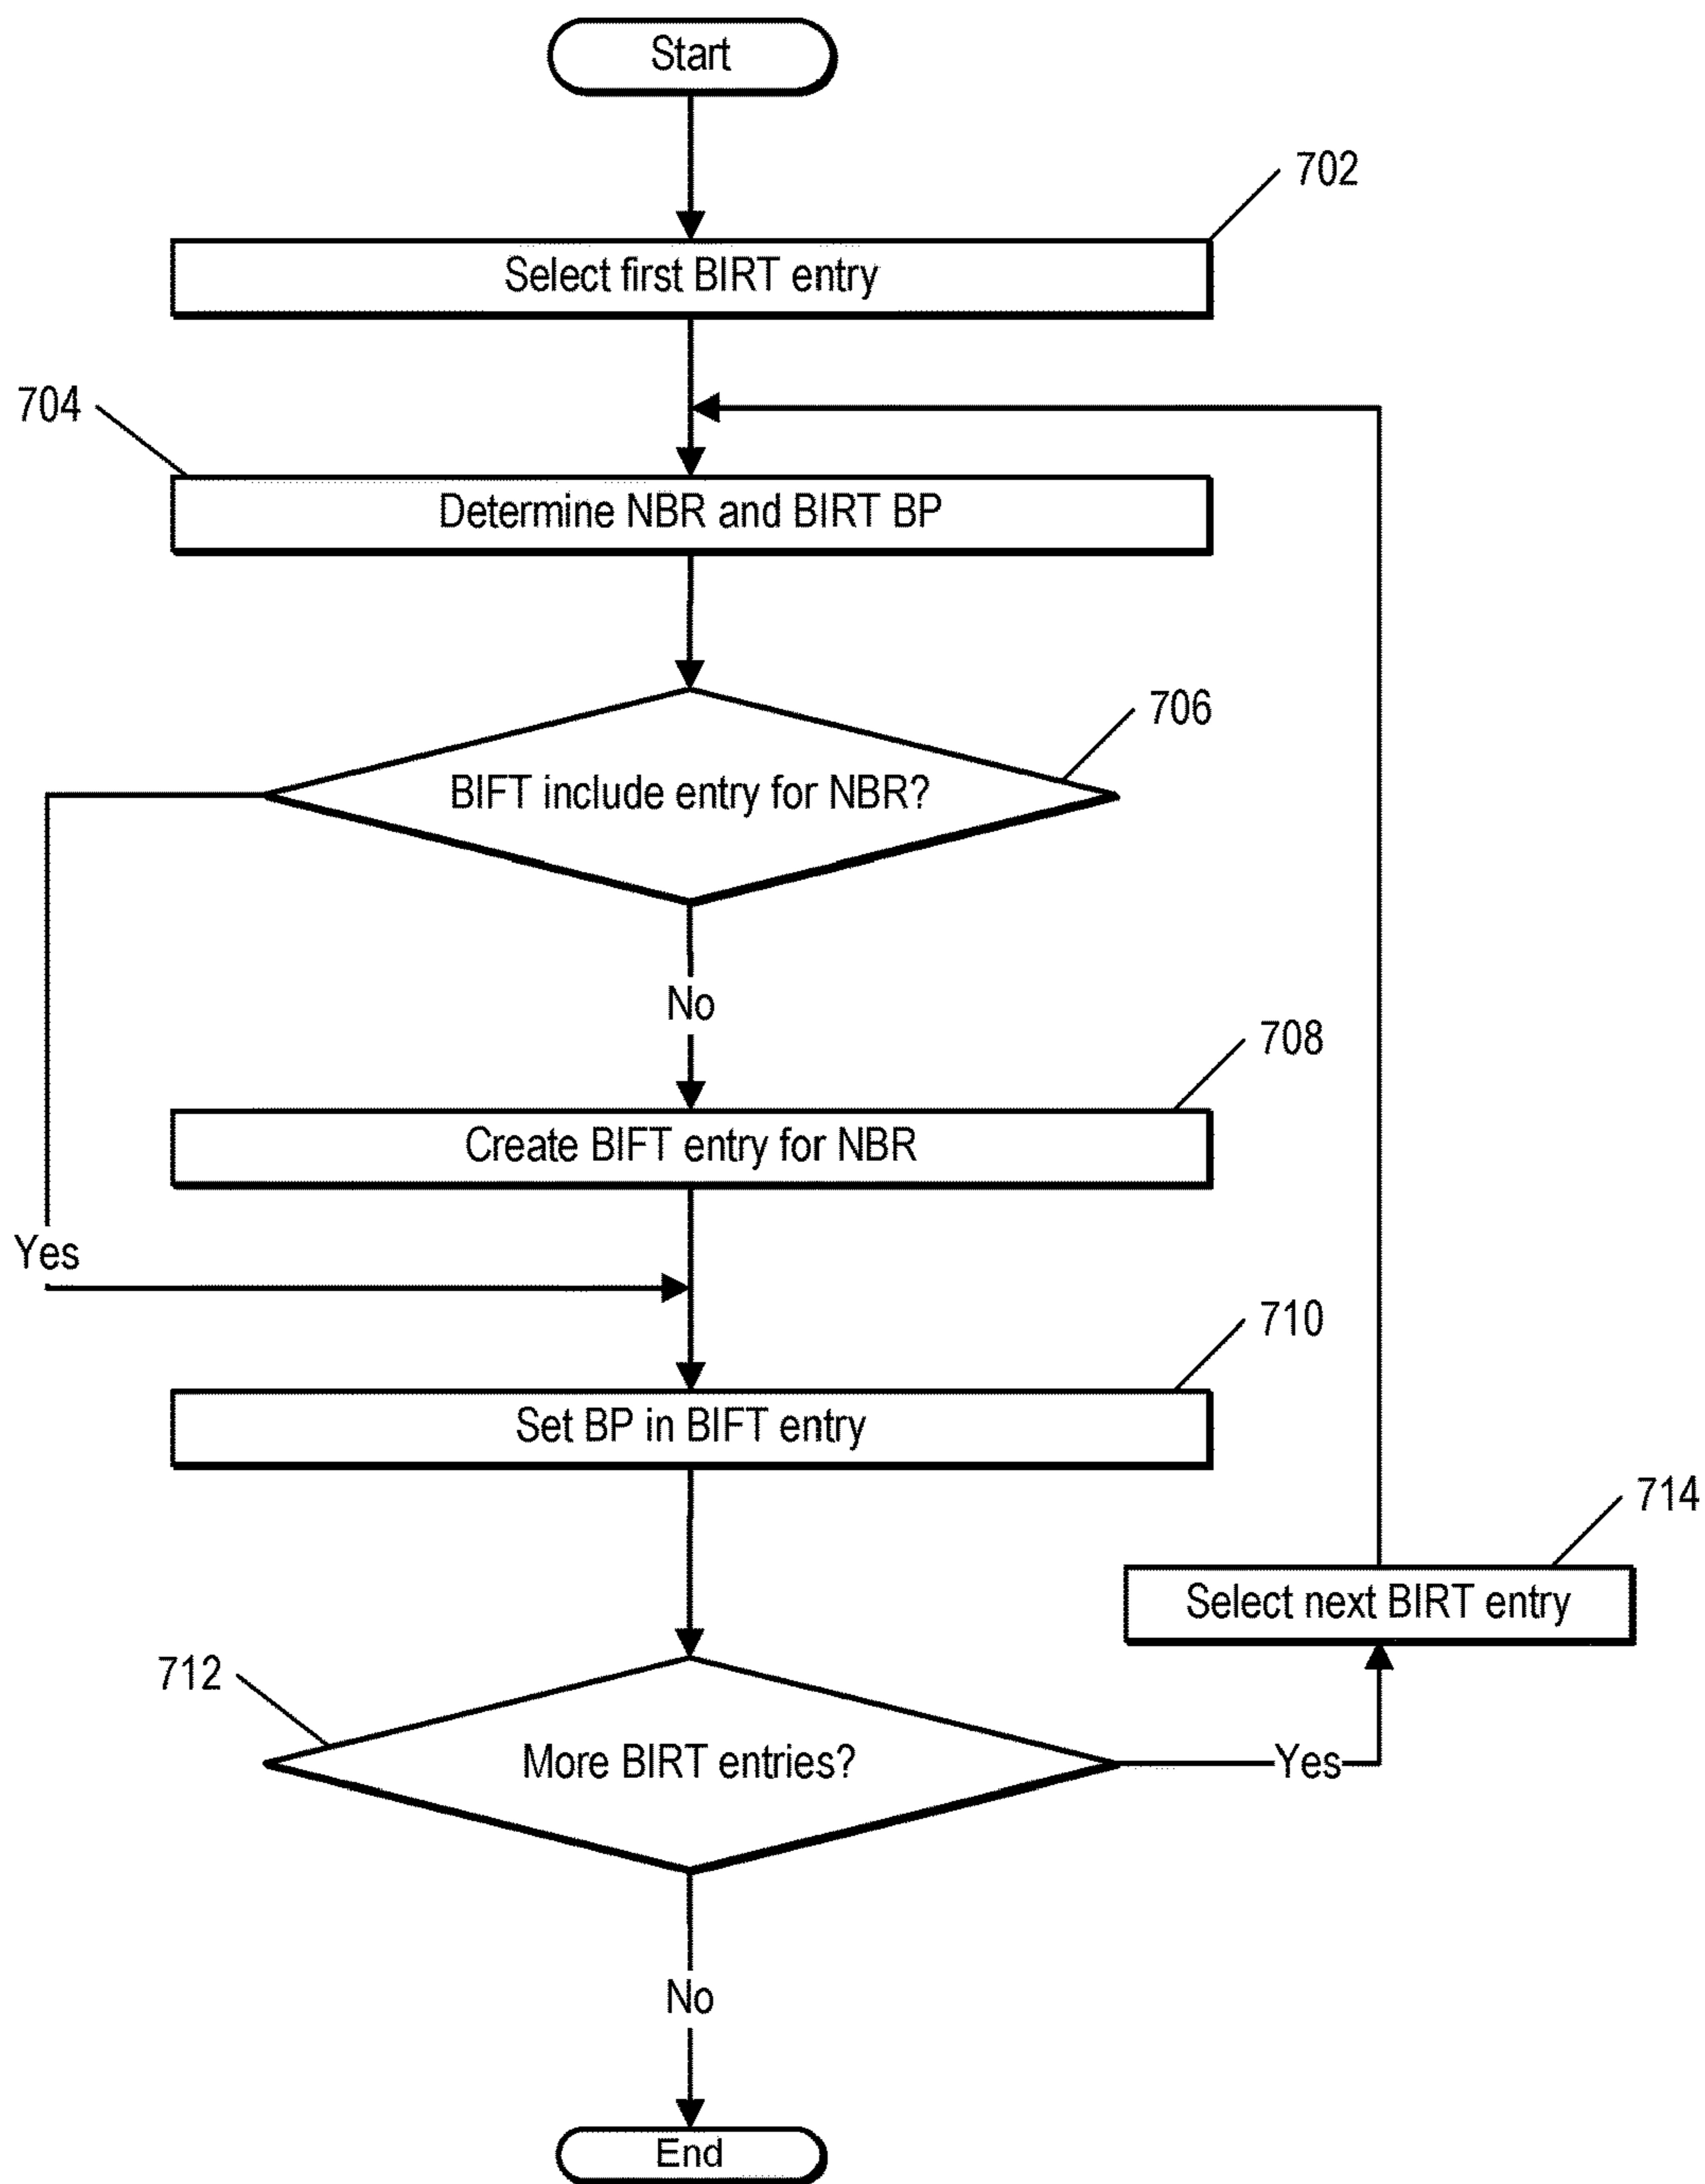 Start
702
Select first BIRT entry
704
Determine NBR and BIRT BP
706
BIFT include entry for NBR?
No
708
Create BIFT entry for NBR
Yes
710
Set BP in BIFT entry
714
Select next BIRT entry
712
More BIRT entries?
Yes
No
End